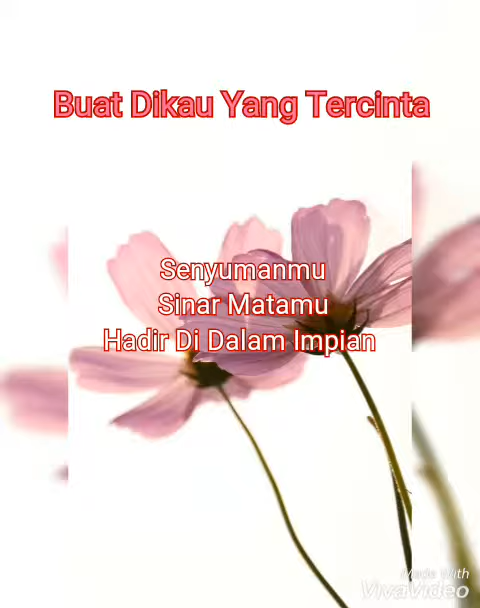 Buat Dikau Yang Tercinta
Senyumanmu
Sinar Matamu
Hadir Di Dalam Impian
Made With
VivaVideo